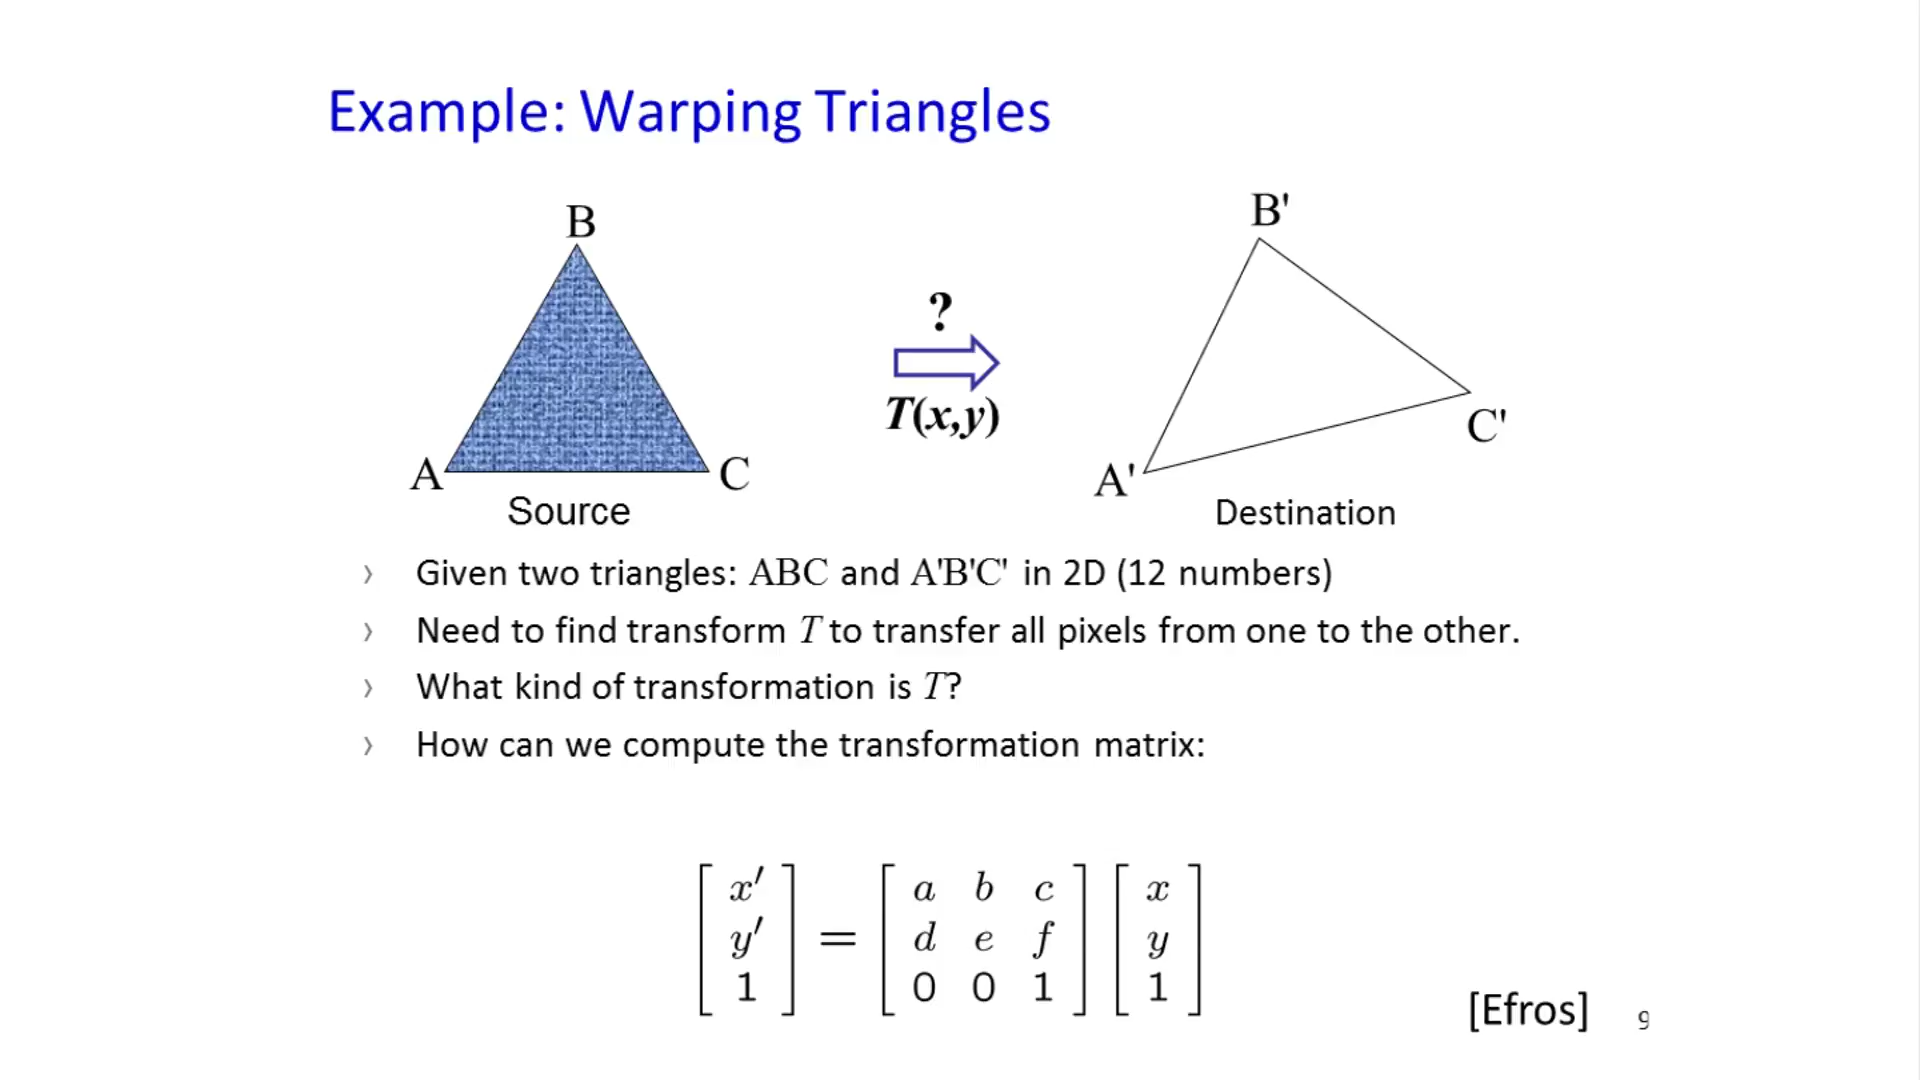 Example: Warping Triangles
B
B'
?
T(x,y)
A
C
A'
C'
Source
Destination
› Given two triangles: ABC and A'B'C' in 2D (12 numbers)
› Need to find transform T to transfer all pixels from one to the other.
› What kind of transformation is T?
› How can we compute the transformation matrix:
[ x′ ] [ a b c ] [ x ]
[ y′ ] = [ d e f ] [ y ]
[ 1 ] [ 0 0 1 ] [ 1 ]
[Efros]
9